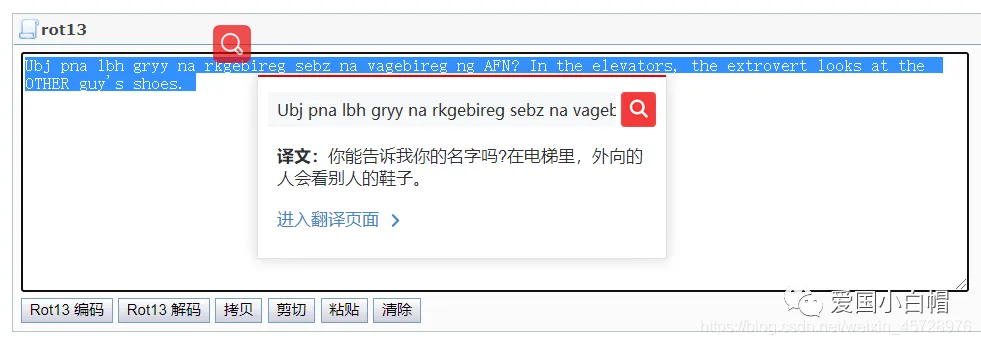 rot13
Ubj pna lbh gryy na rkgebireg sebz na vagebireg ng AFN? In the elevators, the extrovert looks at the
OTHER guy's shoes.
Ubj pna lbh gryy na rkgebireg sebz na vageb
译文：你能告诉我你的名字吗?在电梯里，外向的
人会看别人的鞋子。
进入翻译页面
Rot13 编码 Rot13 解码 拷贝 剪切 粘贴 清除
爱国小白帽
https://blog.csdn.net/weixin_45728976